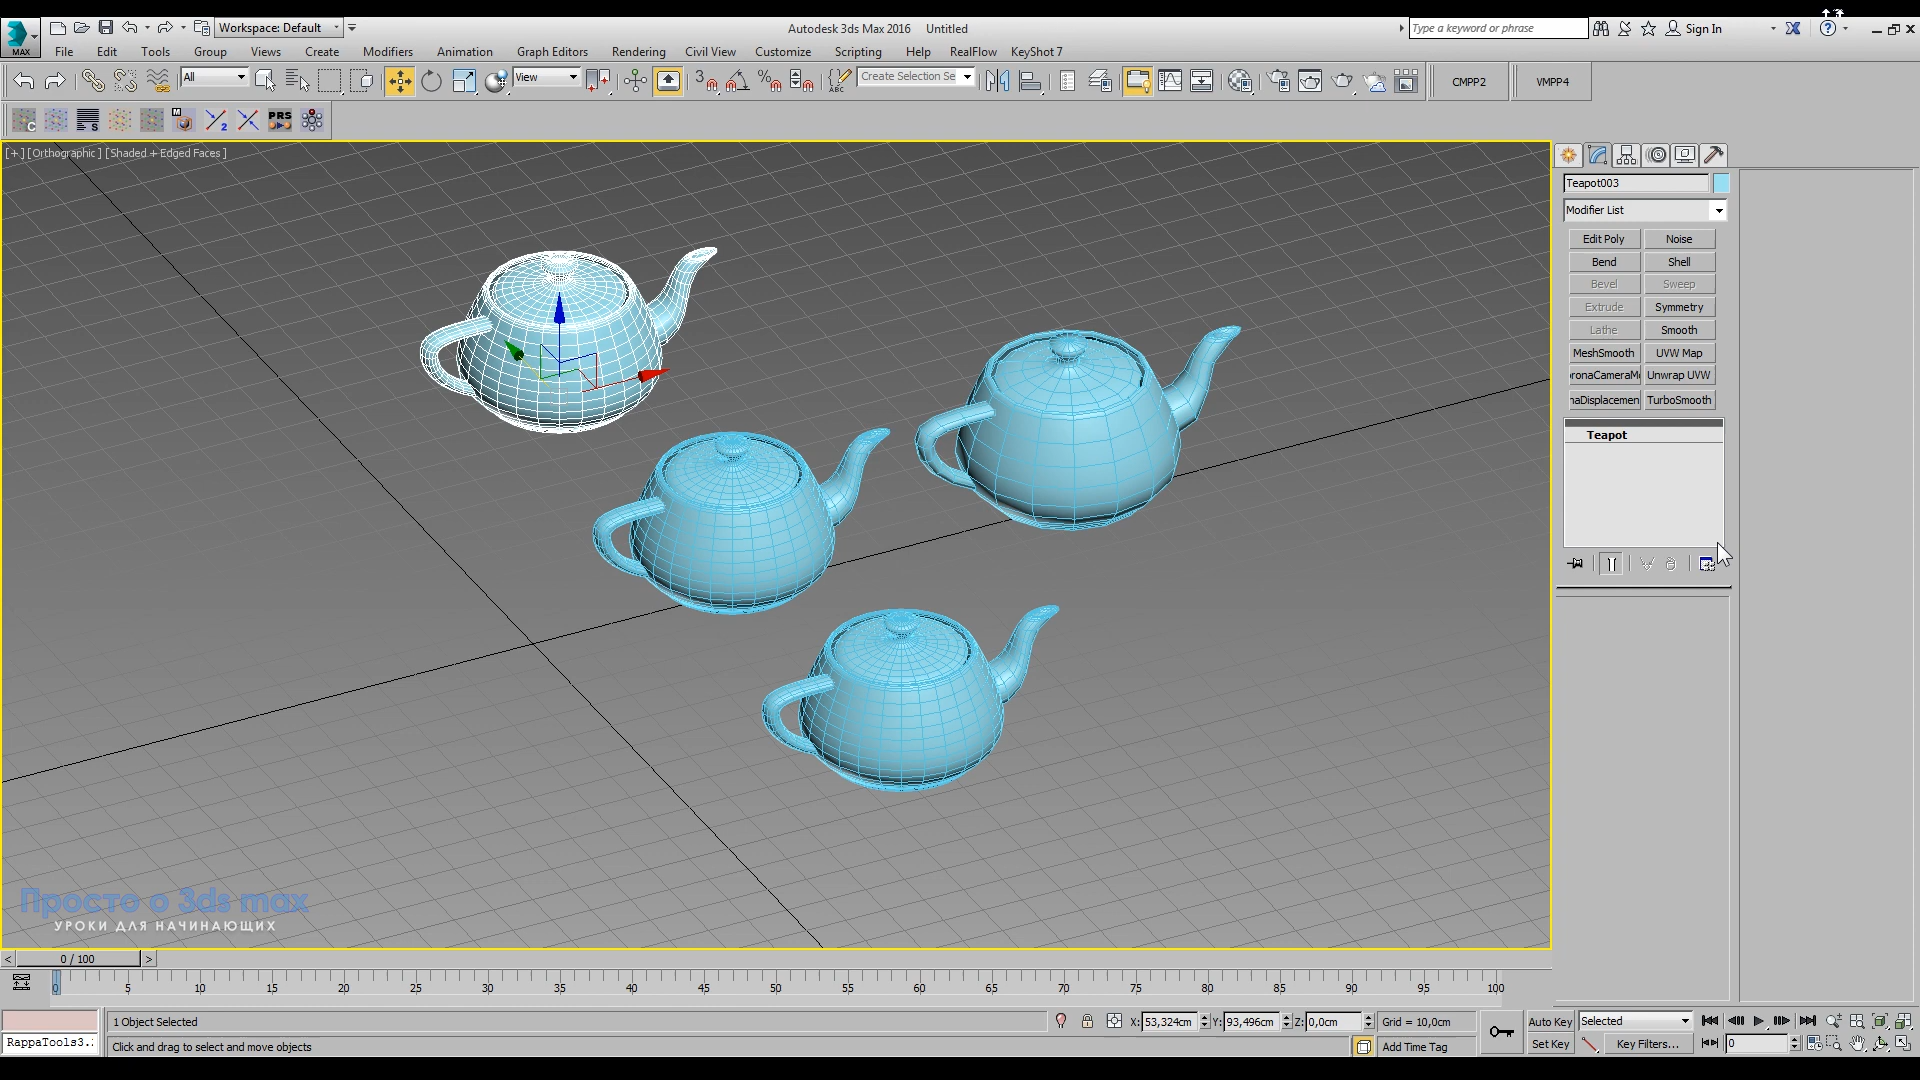 Workspace: Default
Autodesk 3ds Max 2016 Untitled
Type a keyword or phrase
Sign In
MAX
File Edit Tools Group Views Create Modifiers Animation Graph Editors Rendering Civil View Customize Scripting Help RealFlow KeyShot 7
All
View
3
Create Selection Se
CMPP2
VMPP4
PRS
[+] [Orthographic] [Shaded + Edged Faces]
Teapot003
Modifier List
Edit Poly Noise
Bend Shell
Bevel Sweep
Extrude Symmetry
Lathe Smooth
MeshSmooth UVW Map
ronaCameraM Unwrap UVW
naDisplacemen TurboSmooth
Teapot
Просто о 3ds max
УРОКИ ДЛЯ НАЧИНАЮЩИХ
< 0 / 100 >
0 5 10 15 20 25 30 35 40 45 50 55 60 65 70 75 80 85 90 95 100
1 Object Selected
X: 53,324cm Y: 93,496cm Z: 0,0cm
Grid = 10,0cm
Auto Key
Selected
RappaTools3.
Click and drag to select and move objects
Add Time Tag
Set Key
Key Filters...
0